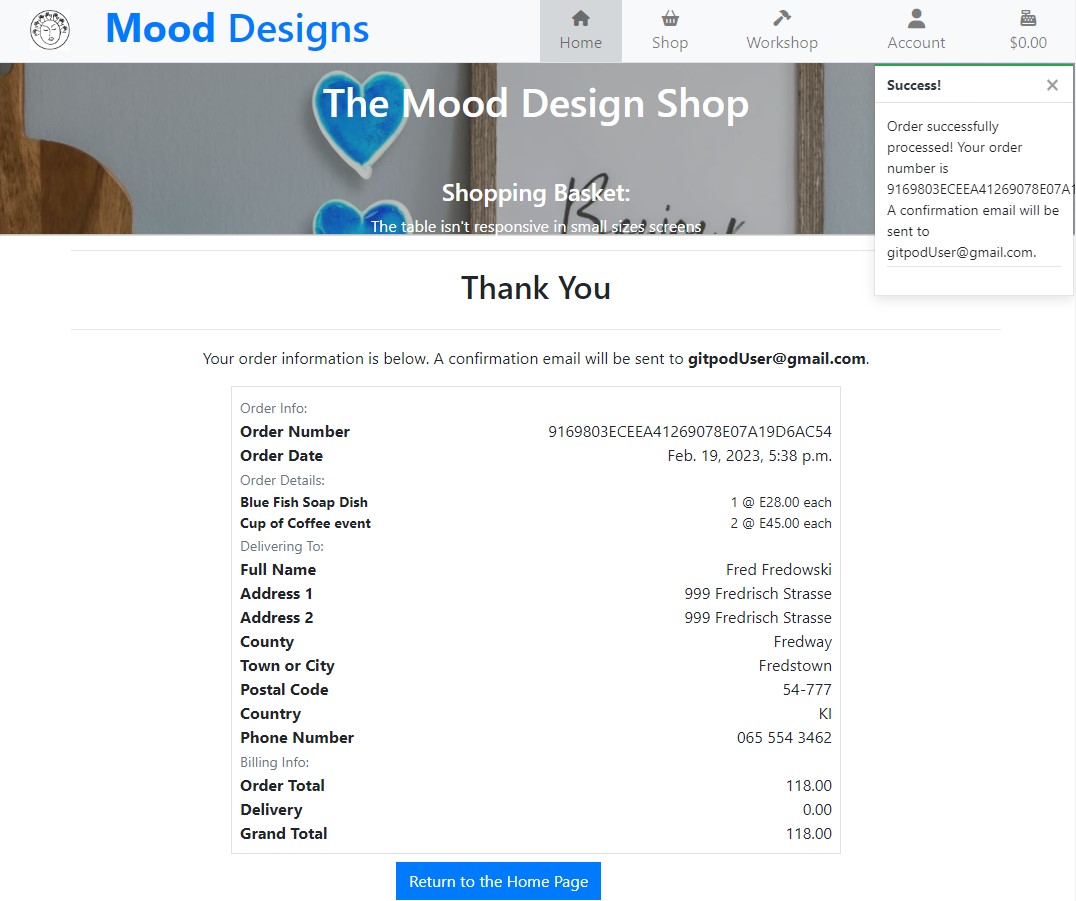 Mood Designs
Home
Shop
Workshop
Account
$0.00
The Mood Design Shop
Shopping Basket:
The table isn't responsive in small sizes screens
Success!
Order successfully
processed! Your order
number is
9169803ECEEA41269078E07A1
A confirmation email will be
sent to
gitpodUser@gmail.com.
Thank You
Your order information is below. A confirmation email will be sent to gitpodUser@gmail.com.
Order Info:
Order Number 9169803ECEEA41269078E07A19D6AC54
Order Date Feb. 19, 2023, 5:38 p.m.
Order Details:
Blue Fish Soap Dish 1 @ E28.00 each
Cup of Coffee event 2 @ E45.00 each
Delivering To:
Full Name Fred Fredowski
Address 1 999 Fredrisch Strasse
Address 2 999 Fredrisch Strasse
County Fredway
Town or City Fredstown
Postal Code 54-777
Country KI
Phone Number 065 554 3462
Billing Info:
Order Total 118.00
Delivery 0.00
Grand Total 118.00
Return to the Home Page